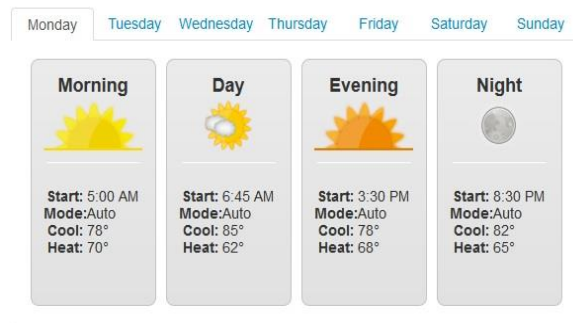 Monday Tuesday Wednesday Thursday Friday Saturday Sunday
Morning
Start: 5:00 AM
Mode:Auto
Cool: 78°
Heat: 70°
Day
Start: 6:45 AM
Mode:Auto
Cool: 85°
Heat: 62°
Evening
Start: 3:30 PM
Mode:Auto
Cool: 78°
Heat: 68°
Night
Start: 8:30 PM
Mode:Auto
Cool: 82°
Heat: 65°